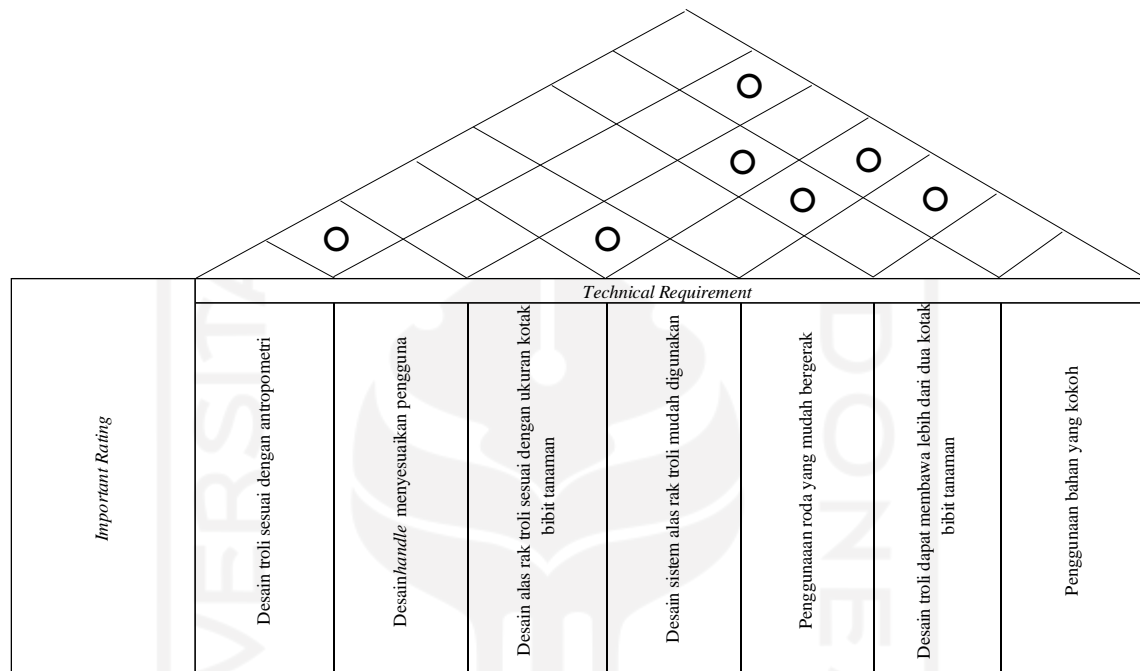 Technical Requirement
Important Rating
Desain troli sesuai dengan antropometri
Desain handle menyesuaikan pengguna
Desain alas rak troli sesuai dengan ukuran kotak
bibit tanaman
Desain sistem alas rak troli mudah digunakan
Penggunaaan roda yang mudah bergerak
Desain troli dapat membawa lebih dari dua kotak
bibit tanaman
Penggunaan bahan yang kokoh